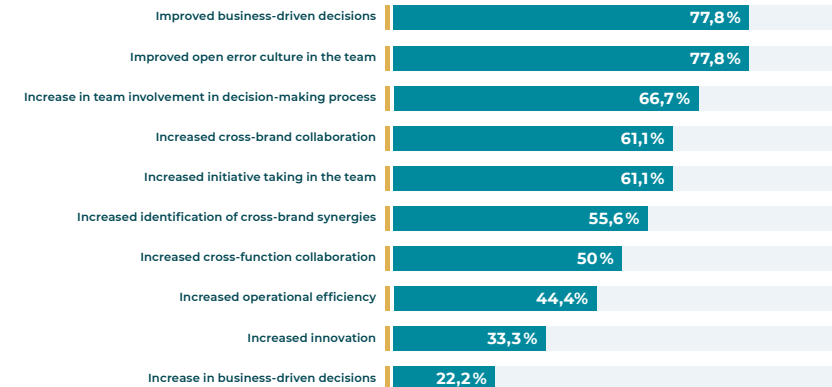 Improved business-driven decisions 77,8%
Improved open error culture in the team 77,8%
Increase in team involvement in decision-making process 66,7%
Increased cross-brand collaboration 61,1%
Increased initiative taking in the team 61,1%
Increased identification of cross-brand synergies 55,6%
Increased cross-function collaboration 50%
Increased operational efficiency 44,4%
Increased innovation 33,3%
Increase in business-driven decisions 22,2%